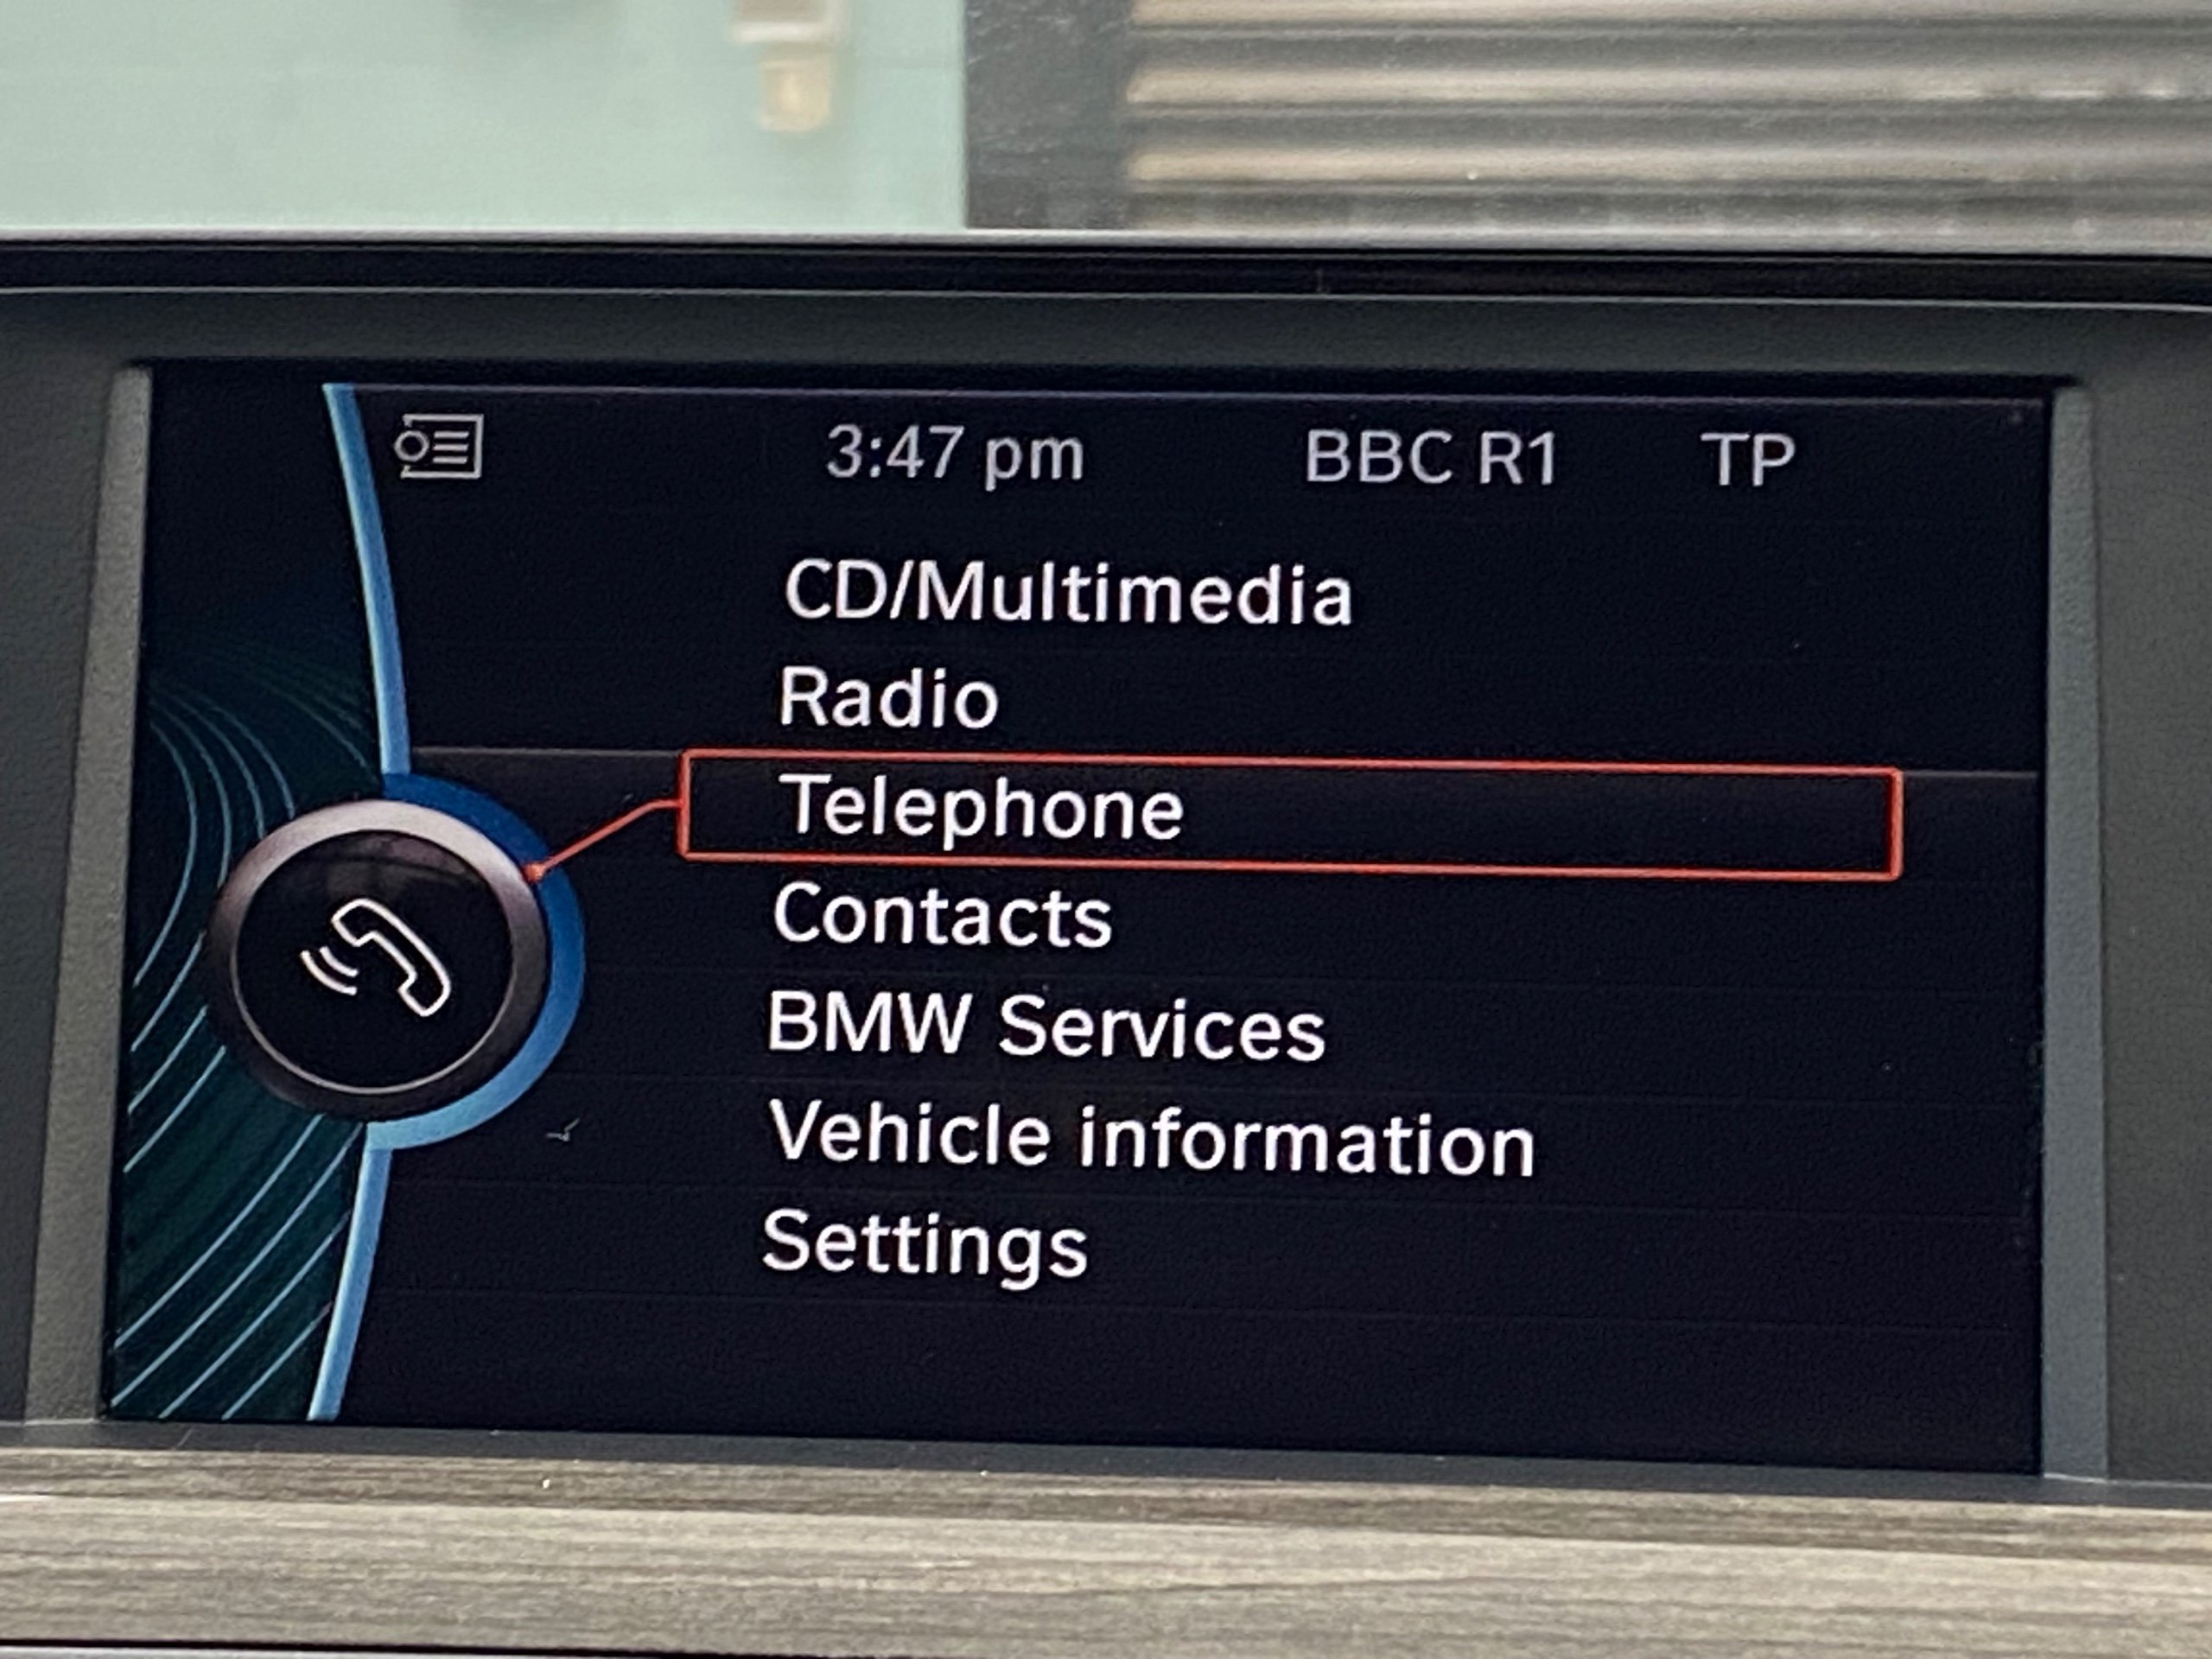 3:47 pm BBC R1 TP
CD/Multimedia
Radio
Telephone
Contacts
BMW Services
Vehicle information
Settings